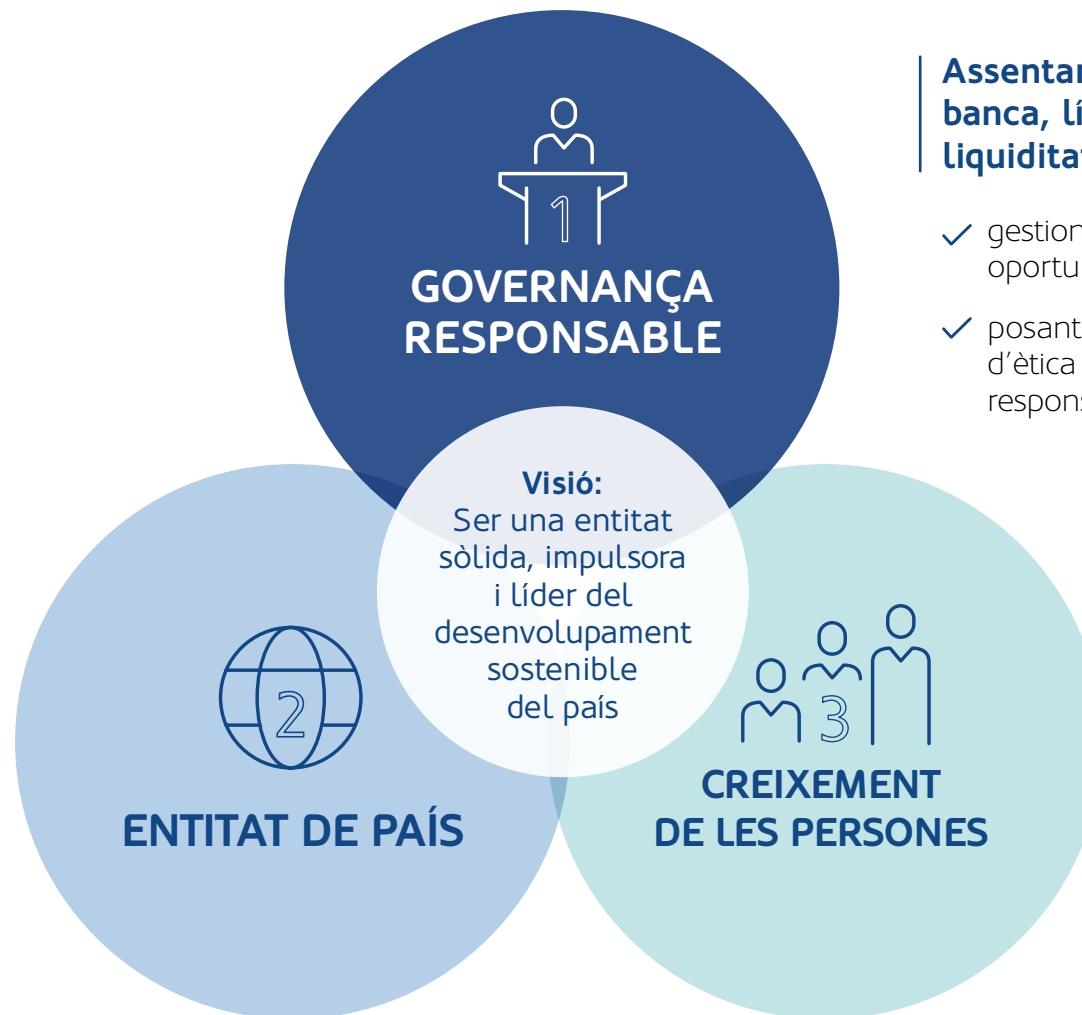 1
GOVERNANÇA
RESPONSABLE
Assentar
banca, lí
liquiditat
gestion
oportu
posant
d'ètica
respons
Visió:
Ser una entitat
sòlida, impulsora
i líder del
desenvolupament
sostenible
del país
2
ENTITAT DE PAÍS
3
CREIXEMENT
DE LES PERSONES